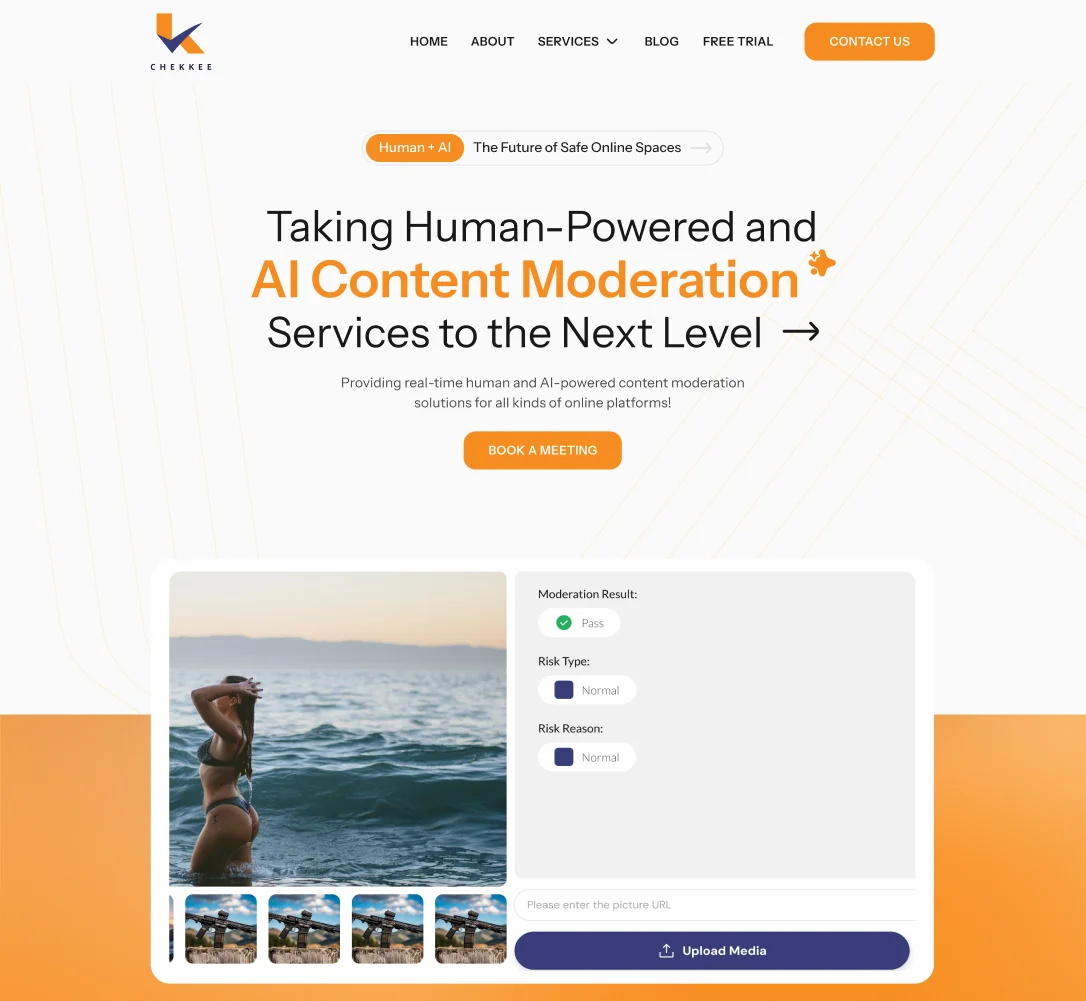 CHEKKEE
HOME ABOUT SERVICES BLOG FREE TRIAL CONTACT US
Human + AI The Future of Safe Online Spaces
Taking Human-Powered and
AI Content Moderation
Services to the Next Level
Providing real-time human and AI-powered content moderation
solutions for all kinds of online platforms!
BOOK A MEETING
Moderation Result:
Pass
Risk Type:
Normal
Risk Reason:
Normal
Please enter the picture URL
Upload Media